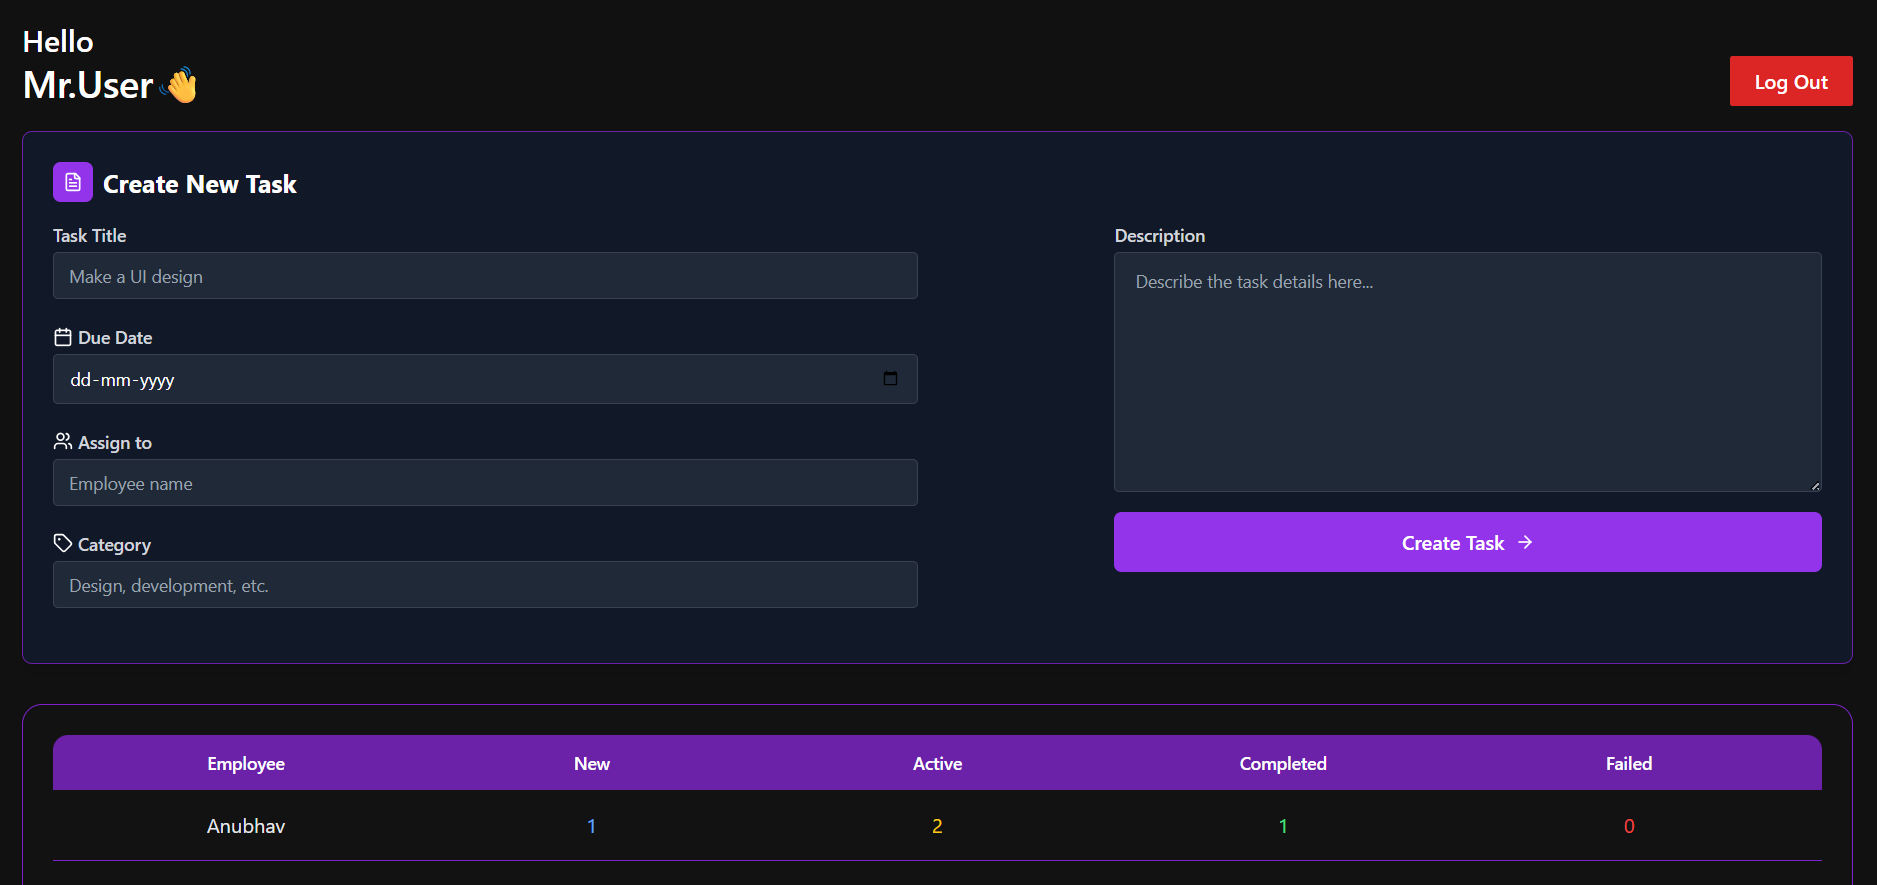 Hello
Mr.User 👋
Log Out
Create New Task
Task Title
Make a UI design
Due Date
dd-mm-yyyy
Assign to
Employee name
Category
Design, development, etc.
Description
Describe the task details here...
Create Task →
Employee New Active Completed Failed
Anubhav 1 2 1 0